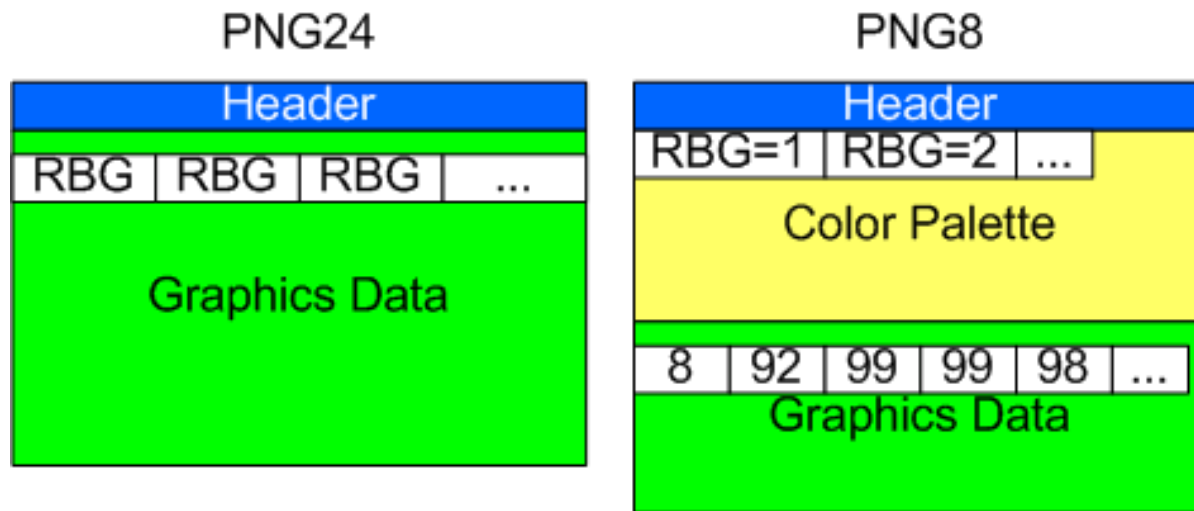 PNG24
Header
RBG RBG RBG ...
Graphics Data
PNG8
Header
RBG=1 RBG=2 ...
Color Palette
8 92 99 99 98 ...
Graphics Data